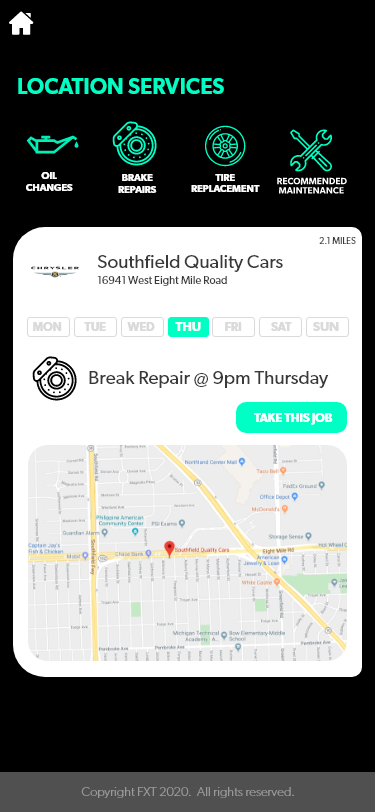 LOCATION SERVICES
OIL
CHANGES
BRAKE
REPAIRS
TIRE
REPLACEMENT
RECOMMENDED
MAINTENANCE
2.1 MILES
CHRYSLER
Southfield Quality Cars
16941 West Eight Mile Road
MON TUE WED THU FRI SAT SUN
Break Repair @ 9pm Thursday
TAKE THIS JOB
Northland Center Mall
Taco Bell
FedEx Ground
Office Depot
McDonald's
Philippine American
Community Center
PSI Exams
Guardian Alarm
Storage Sense
Captain Jay's
Fish & Chicken
Mobil
Chase Bank
Southfield Quality Cars
Eight Mile Rd
Hot Wheel C
American
Jewelry & Loan
White Castle
Michigan Technical
Academy - A...
Bow Elementary-Middle
School
Pembroke Ave
Pembroke Ave
Copyright FXT 2020. All rights reserved.